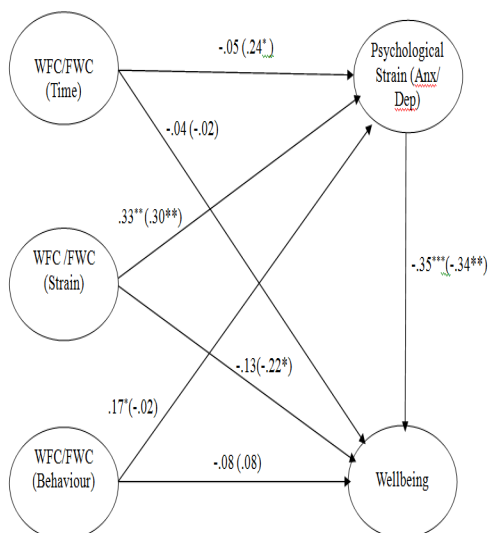 WFC/FWC
(Time)
-.05 (.24*)
Psychological
Strain (Anx/
Dep)
-.04 (-.02)
.33** (.30**)
WFC /FWC
(Strain)
-.35***(-.34**)
-.13(-.22*)
.17*(-.02)
WFC/FWC
(Behaviour)
-.08 (.08)
Wellbeing